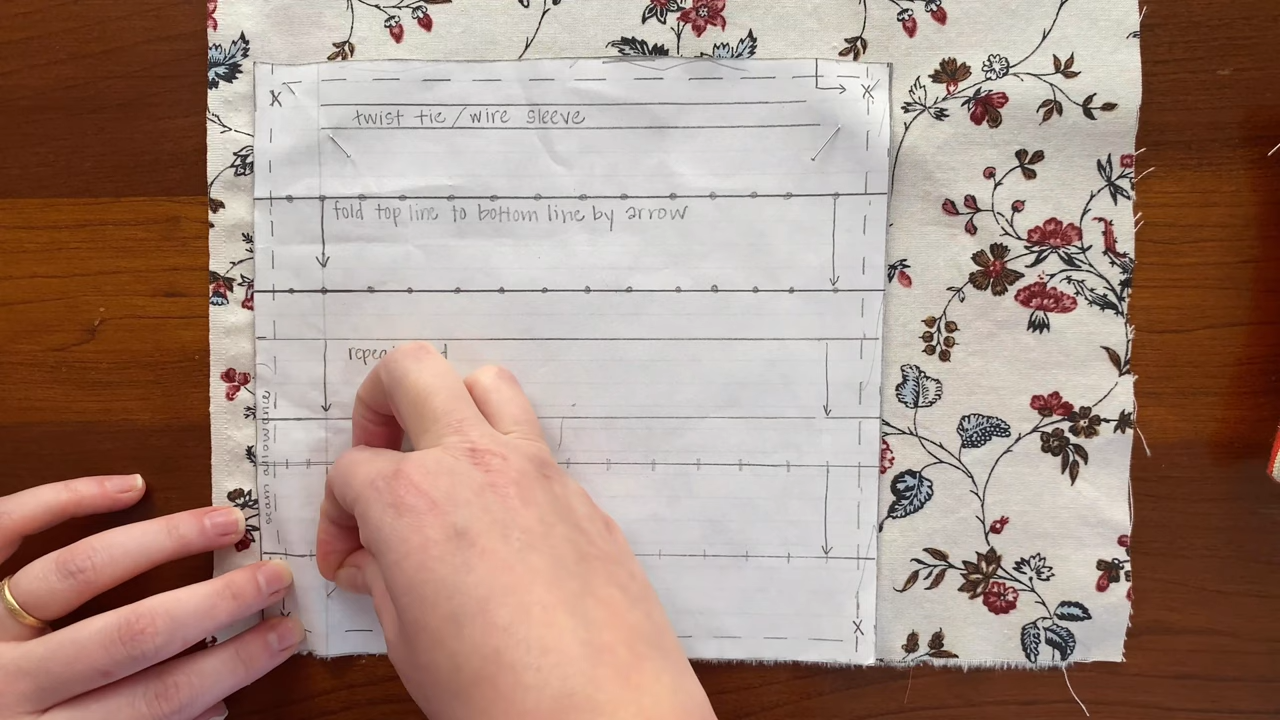 twist tie/wire sleeve
fold top line to bottom line by arrow
seam allowance